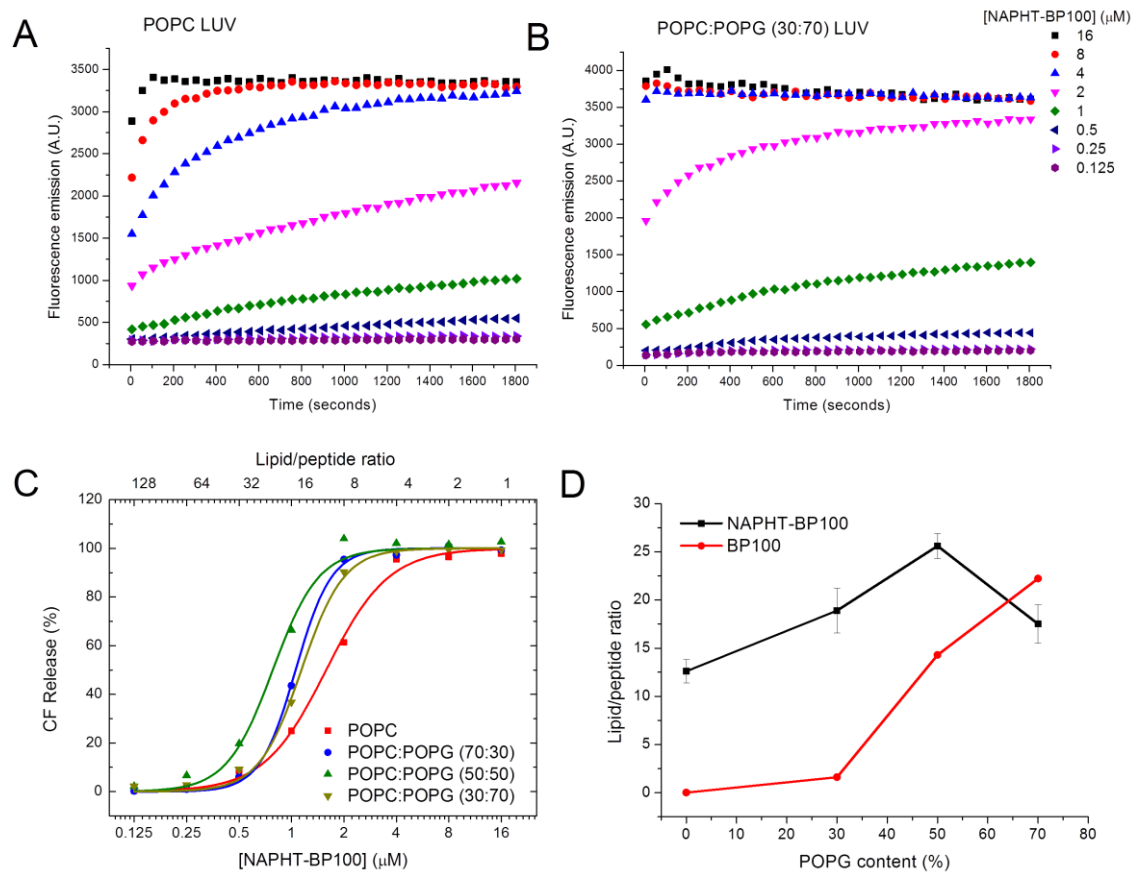 A
POPC LUV
Fluorescence emission (A.U.)
3500
3000
2500
2000
1500
1000
500
0
0 200 400 600 800 1000 1200 1400 1600 1800
Time (seconds)
B
POPC:POPG (30:70) LUV
Fluorescence emission (A.U.)
4000
3500
3000
2500
2000
1500
1000
500
0
0 200 400 600 800 1000 1200 1400 1600 1800
Time (seconds)
[NAPHT-BP100] (μM)
16
8
4
2
1
0.5
0.25
0.125
C
Lipid/peptide ratio
128 64 32 16 8 4 2 1
CF Release (%)
120
100
80
60
40
20
0
POPC
POPC:POPG (70:30)
POPC:POPG (50:50)
POPC:POPG (30:70)
0.125 0.25 0.5 1 2 4 8 16
[NAPHT-BP100] (μM)
D
Lipid/peptide ratio
30
25
20
15
10
5
0
NAPHT-BP100
BP100
0 10 20 30 40 50 60 70 80
POPG content (%)